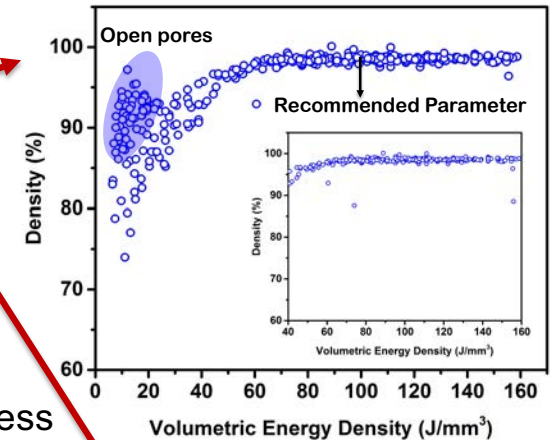 Open pores
Recommended Parameter
100
90
80
70
60
Density (%)
0 20 40 60 80 100 120 140 160
Volumetric Energy Density (J/mm³)
100
90
80
70
60
Density (%)
40 60 80 100 120 140 160
Volumetric Energy Density (J/mm³)
ess